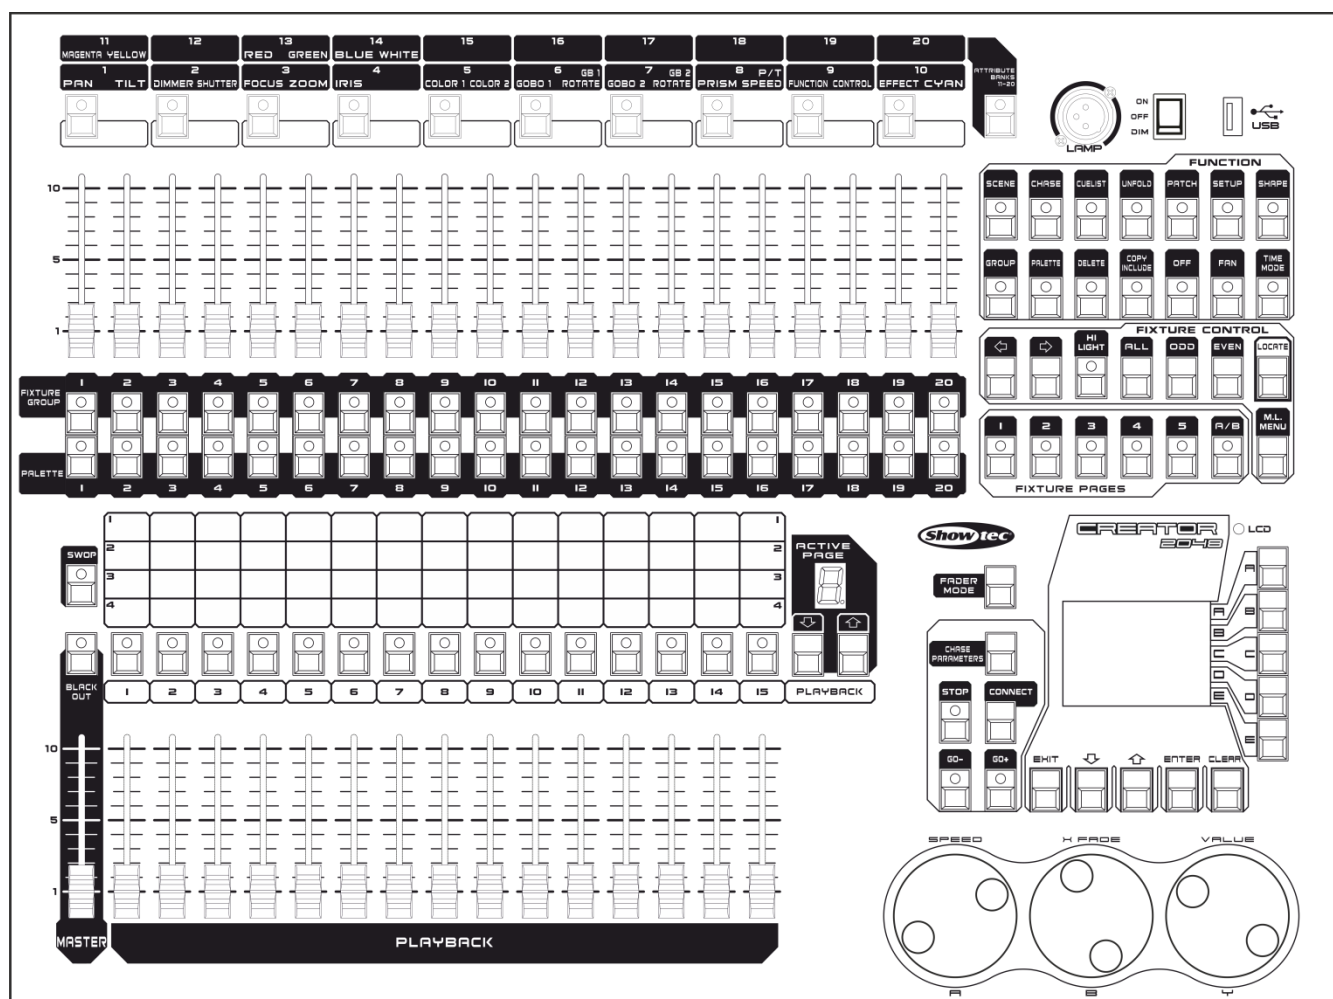 11 12 13 14 15 16 17 18 19 20
MAGENTA YELLOW RED GREEN BLUE WHITE
1 2 3 4 5 6 GB 1 7 GB 2 8 P/T 9 10
PAN TILT DIMMER SHUTTER FOCUS ZOOM IRIS COLOR 1 COLOR 2 GOBO 1 ROTATE GOBO 2 ROTATE PRISM SPEED FUNCTION CONTROL EFFECT CYAN
ATTRIBUTE
BANKS
11-20
ON
OFF
DIM
LAMP
USB
FUNCTION
SCENE CHASE CUELIST UNFOLD PATCH SETUP SHAPE
GROUP PALETTE DELETE COPY INCLUDE OFF FAN TIME MODE
10
5
1
FIXTURE CONTROL
HI LIGHT ALL ODD EVEN LOCATE
FIXTURE GROUP
1 2 3 4 5 6 7 8 9 10 11 12 13 14 15 16 17 18 19 20
PALETTE
1 2 3 4 5 6 7 8 9 10 11 12 13 14 15 16 17 18 19 20
1 2 3 4 5 A/B
M.L. MENU
FIXTURE PAGES
SWOP
1 1
2 2
3 3
4 4
ACTIVE
PAGE
8.
BLACK
OUT
1 2 3 4 5 6 7 8 9 10 11 12 13 14 15 PLAYBACK
10
5
1
MASTER
PLAYBACK
Showtec
CREATOR
2048
LCD
FADER
MODE
CHASE
PARAMETERS
STOP CONNECT
GO- GO+
A
B
C
D
E
A
B
C
D
E
EXIT ENTER CLEAR
SPEED X FADE VALUE
A B Y